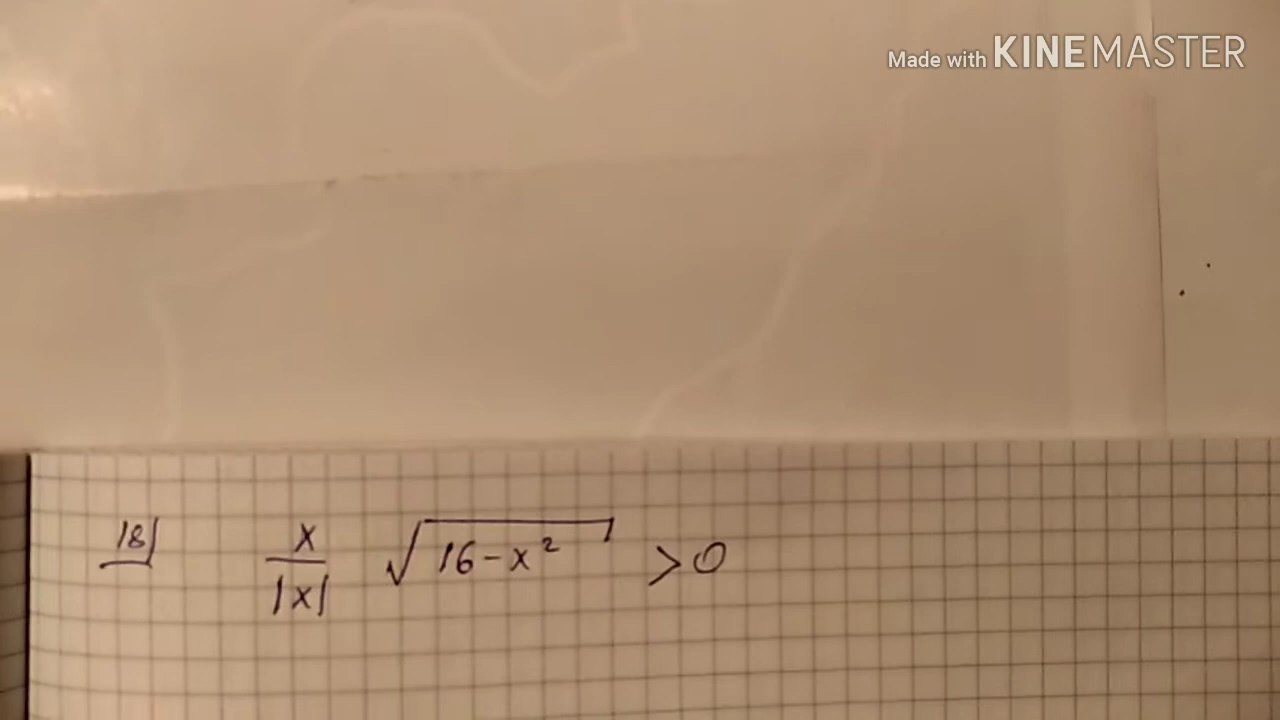 Made with KINEMASTER
18) x/|x| √(16-x²) >0